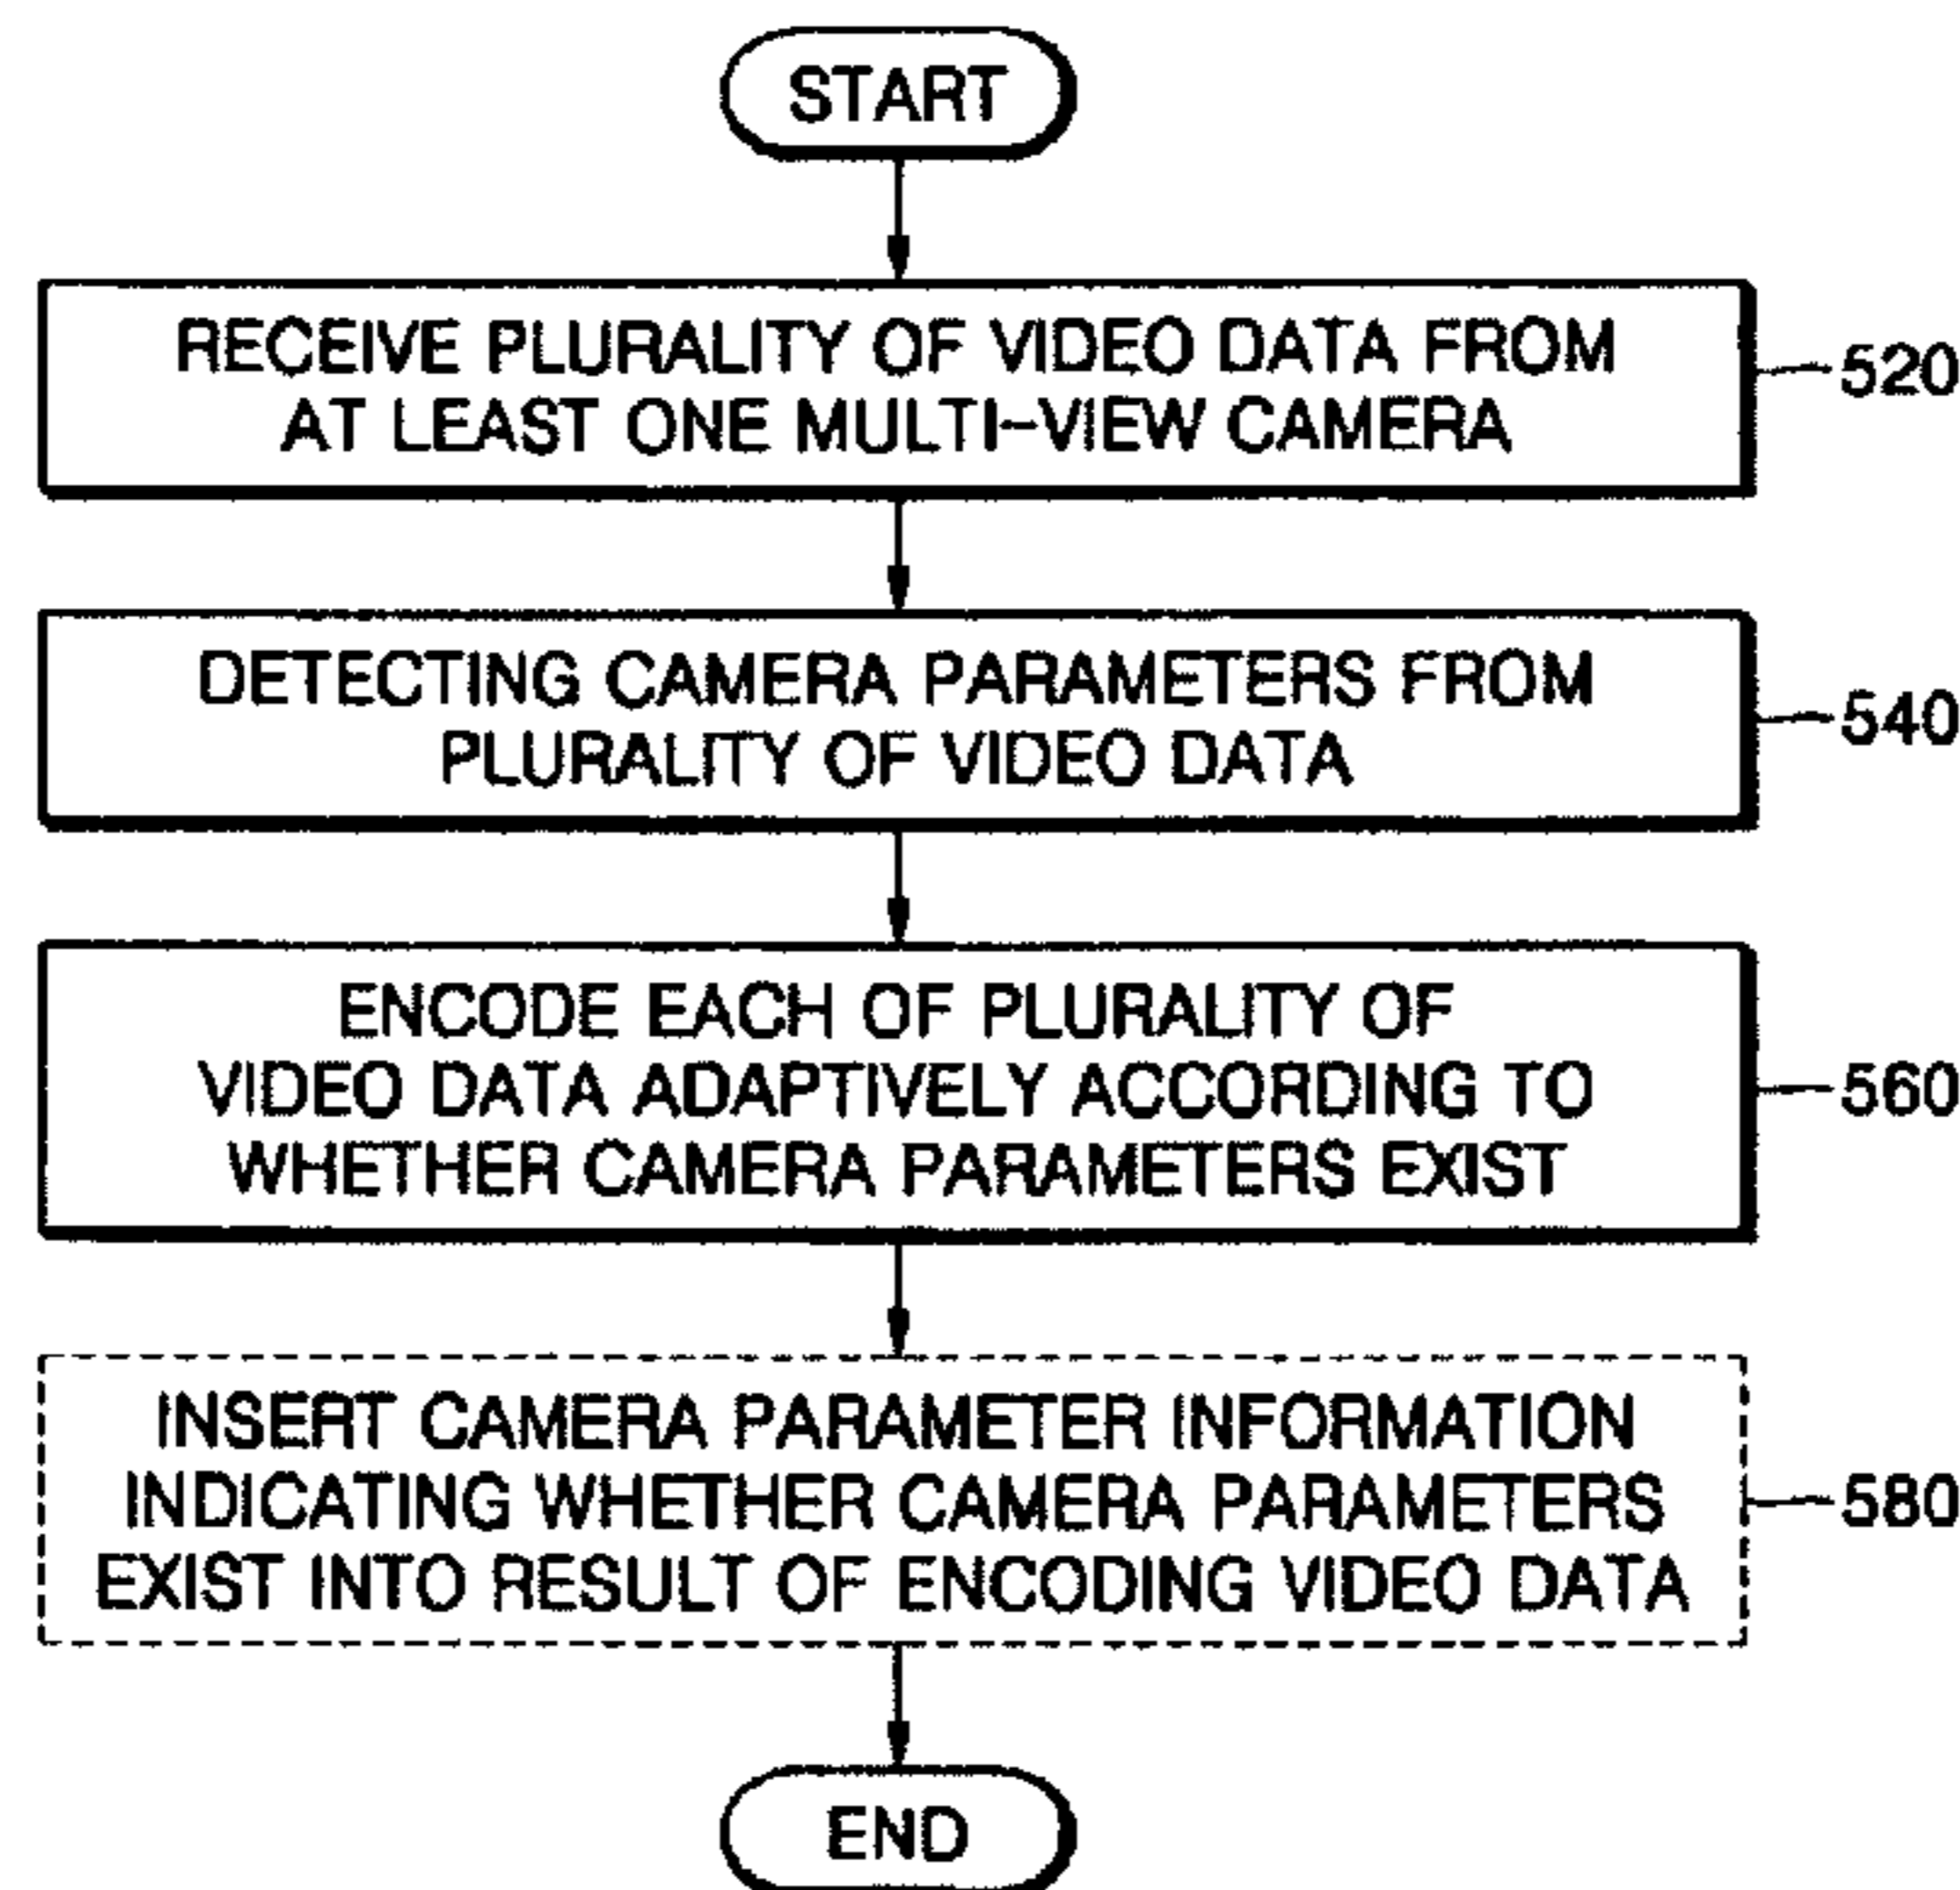 START
RECEIVE PLURALITY OF VIDEO DATA FROM
AT LEAST ONE MULTI-VIEW CAMERA
520
DETECTING CAMERA PARAMETERS FROM
PLURALITY OF VIDEO DATA
540
ENCODE EACH OF PLURALITY OF
VIDEO DATA ADAPTIVELY ACCORDING TO
WHETHER CAMERA PARAMETERS EXIST
560
INSERT CAMERA PARAMETER INFORMATION
INDICATING WHETHER CAMERA PARAMETERS
EXIST INTO RESULT OF ENCODING VIDEO DATA
580
END